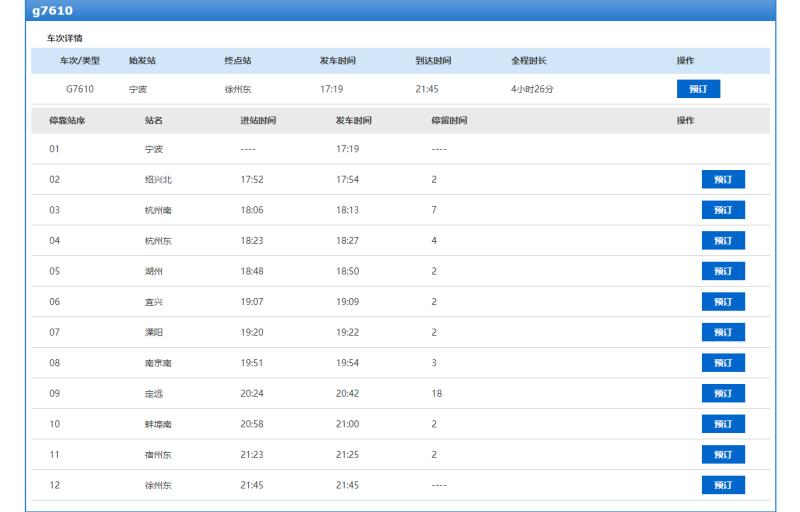 g7610
车次详情
车次/类型 始发站 终点站 发车时间 到达时间 全程时长 操作
G7610 宁波 徐州东 17:19 21:45 4小时26分 预订
停靠站序 站名 进站时间 发车时间 停留时间 操作
01 宁波 ---- 17:19 ----
02 绍兴北 17:52 17:54 2 预订
03 杭州南 18:06 18:13 7 预订
04 杭州东 18:23 18:27 4 预订
05 湖州 18:48 18:50 2 预订
06 宜兴 19:07 19:09 2 预订
07 溧阳 19:20 19:22 2 预订
08 南京南 19:51 19:54 3 预订
09 定远 20:24 20:42 18 预订
10 蚌埠南 20:58 21:00 2 预订
11 宿州东 21:23 21:25 2 预订
12 徐州东 21:45 21:45 ---- 预订